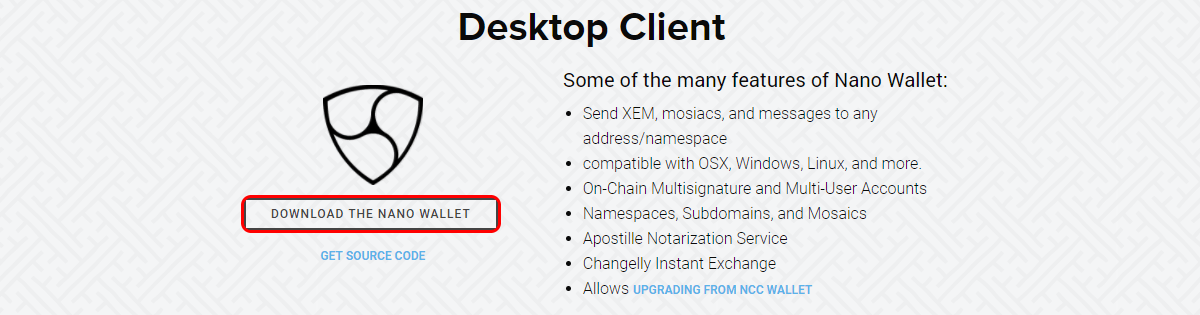 Desktop Client
DOWNLOAD THE NANO WALLET
GET SOURCE CODE
Some of the many features of Nano Wallet:
Send XEM, mosiacs, and messages to any
address/namespace
compatible with OSX, Windows, Linux, and more.
On-Chain Multisignature and Multi-User Accounts
Namespaces, Subdomains, and Mosaics
Apostille Notarization Service
Changelly Instant Exchange
Allows UPGRADING FROM NCC WALLET